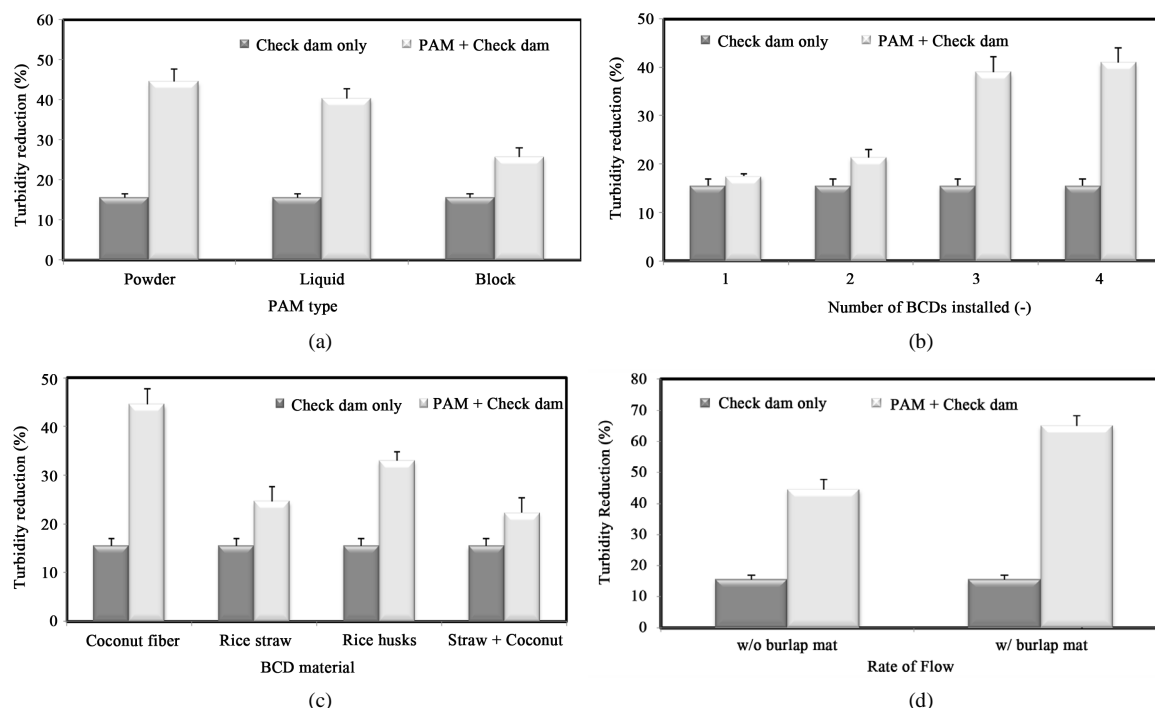 60
50
40
30
20
10
0
Turbidity reduction (%)
Check dam only
PAM + Check dam
Powder
Liquid
Block
PAM type
(a)
50
40
30
20
10
0
Turbidity reduction (%)
Check dam only
PAM + Check dam
1
2
3
4
Number of BCDs installed (-)
(b)
50
40
30
20
10
0
Turbidity reduction (%)
Check dam only
PAM + Check dam
Coconut fiber
Rice straw
Rice husks
Straw + Coconut
BCD material
(c)
80
70
60
50
40
30
20
10
0
Turbidity Reduction (%)
Check dam only
PAM + Check dam
w/o burlap mat
w/ burlap mat
Rate of Flow
(d)